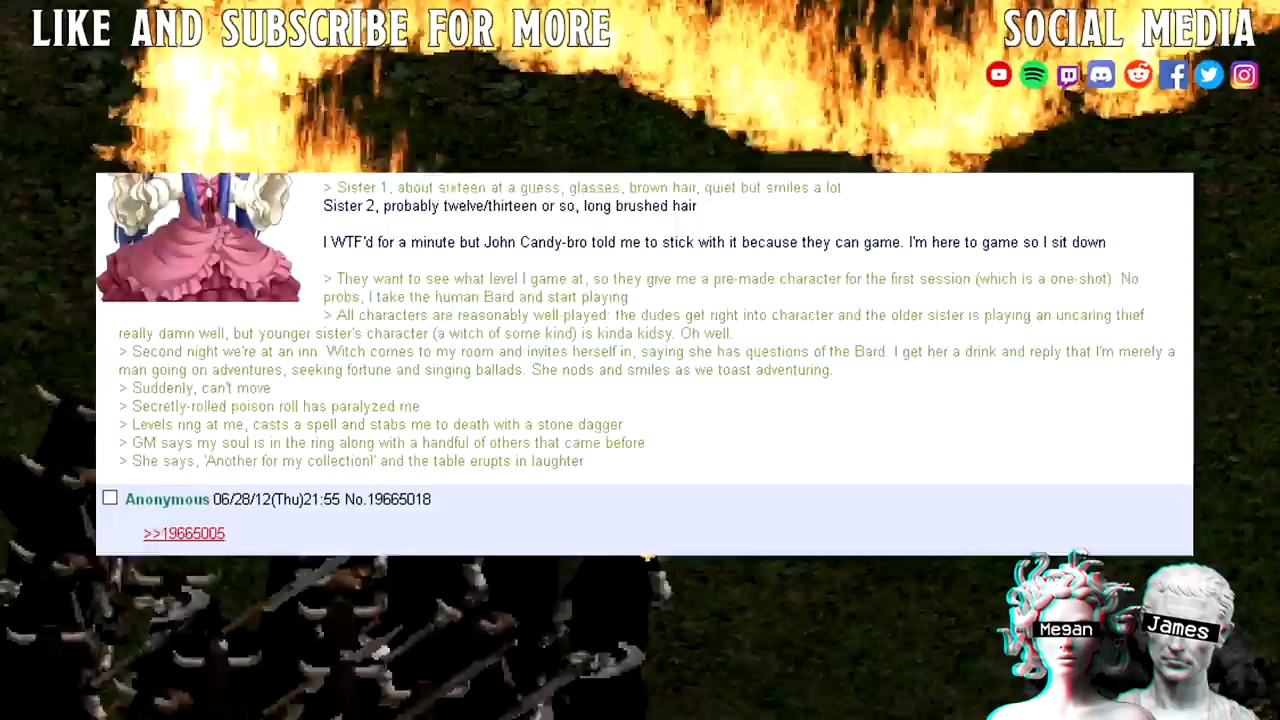 LIKE AND SUBSCRIBE FOR MORE
SOCIAL MEDIA
> Sister 1, about sixteen at a guess, glasses, brown hair, quiet but smiles a lot
Sister 2, probably twelve/thirteen or so, long brushed hair
I WTF'd for a minute but John Candy-bro told me to stick with it because they can game. I'm here to game so I sit down
> They want to see what level I game at, so they give me a pre-made character for the first session (which is a one-shot). No
probs, I take the human Bard and start playing
> All characters are reasonably well-played: the dudes get right into character and the older sister is playing an uncaring thief
really damn well, but younger sister's character (a witch of some kind) is kinda kidsy. Oh well.
> Second night we're at an inn. Witch comes to my room and invites herself in, saying she has questions of the Bard. I get her a drink and reply that I'm merely a
man going on adventures, seeking fortune and singing ballads. She nods and smiles as we toast adventuring.
> Suddenly, can't move
> Secretly-rolled poison roll has paralyzed me
> Levels ring at me, casts a spell and stabs me to death with a stone dagger
> GM says my soul is in the ring along with a handful of others that came before
> She says, 'Another for my collection!' and the table erupts in laughter
Anonymous 06/28/12(Thu)21:55 No.19665018
>>19665005
Megan
James